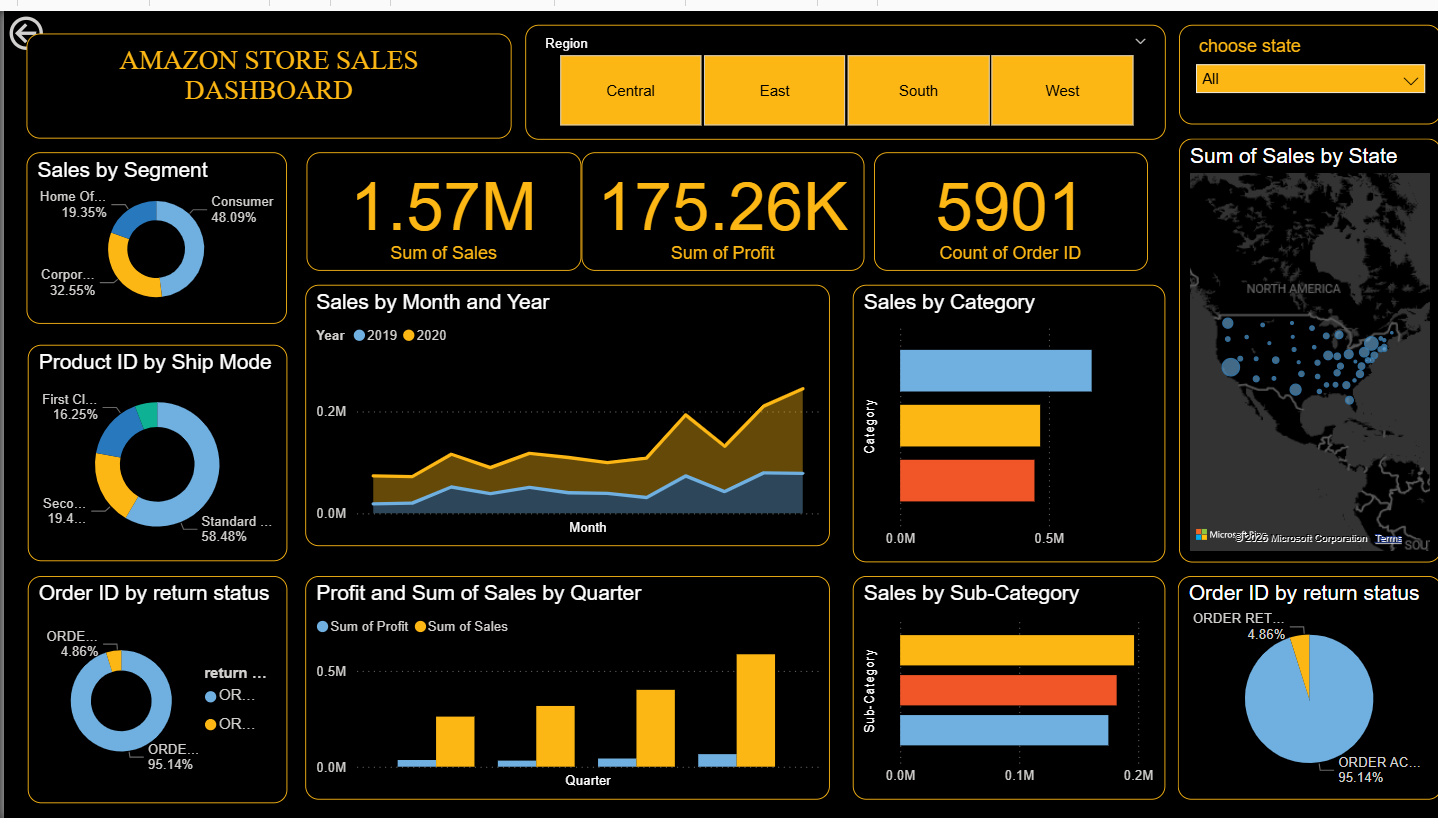 AMAZON STORE SALES
DASHBOARD
Region
Central
East
South
West
choose state
All
Sales by Segment
Home Of...
19.35%
Consumer
48.09%
Corpor...
32.55%
1.57M
Sum of Sales
175.26K
Sum of Profit
5901
Count of Order ID
Sum of Sales by State
NORTH AMERICA
© 2025 Microsoft Corporation
Terms
SOU
Product ID by Ship Mode
First Cl...
16.25%
Seco...
19.4...
Standard ...
58.48%
Sales by Month and Year
Year
2019
2020
0.2M
0.0M
Month
Sales by Category
Category
0.0M
0.5M
Order ID by return status
ORDE...
4.86%
return ...
OR...
OR...
ORDE...
95.14%
Profit and Sum of Sales by Quarter
Sum of Profit
Sum of Sales
0.5M
0.0M
Quarter
Sales by Sub-Category
Sub-Category
0.0M
0.1M
0.2M
Order ID by return status
ORDER RET...
4.86%
ORDER AC...
95.14%